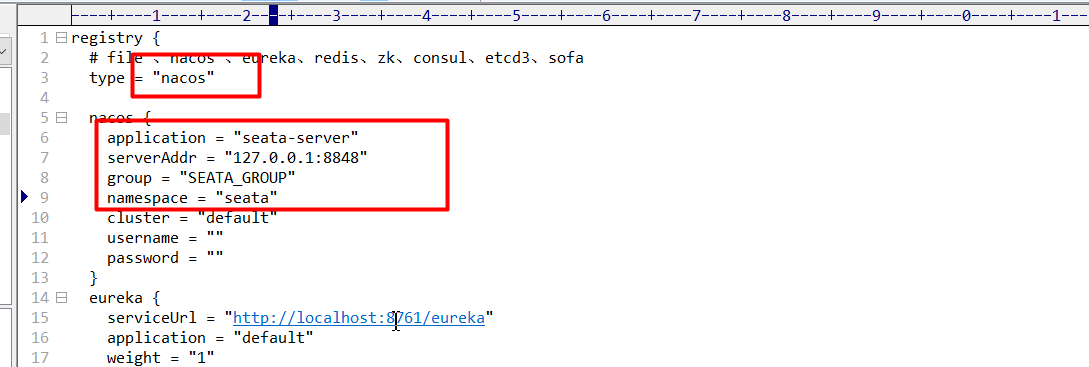 ----+----1----+----2----+----3----+----4----+----5----+----6----+----7----+----8----+----9----+----0----+----1---
1 registry {
2 # file 、nacos 、eureka、redis、zk、consul、etcd3、sofa
3 type = "nacos"
4
5 nacos {
6 application = "seata-server"
7 serverAddr = "127.0.0.1:8848"
8 group = "SEATA_GROUP"
9 namespace = "seata"
10 cluster = "default"
11 username = ""
12 password = ""
13 }
14 eureka {
15 serviceUrl = "http://localhost:8761/eureka"
16 application = "default"
17 weight = "1"